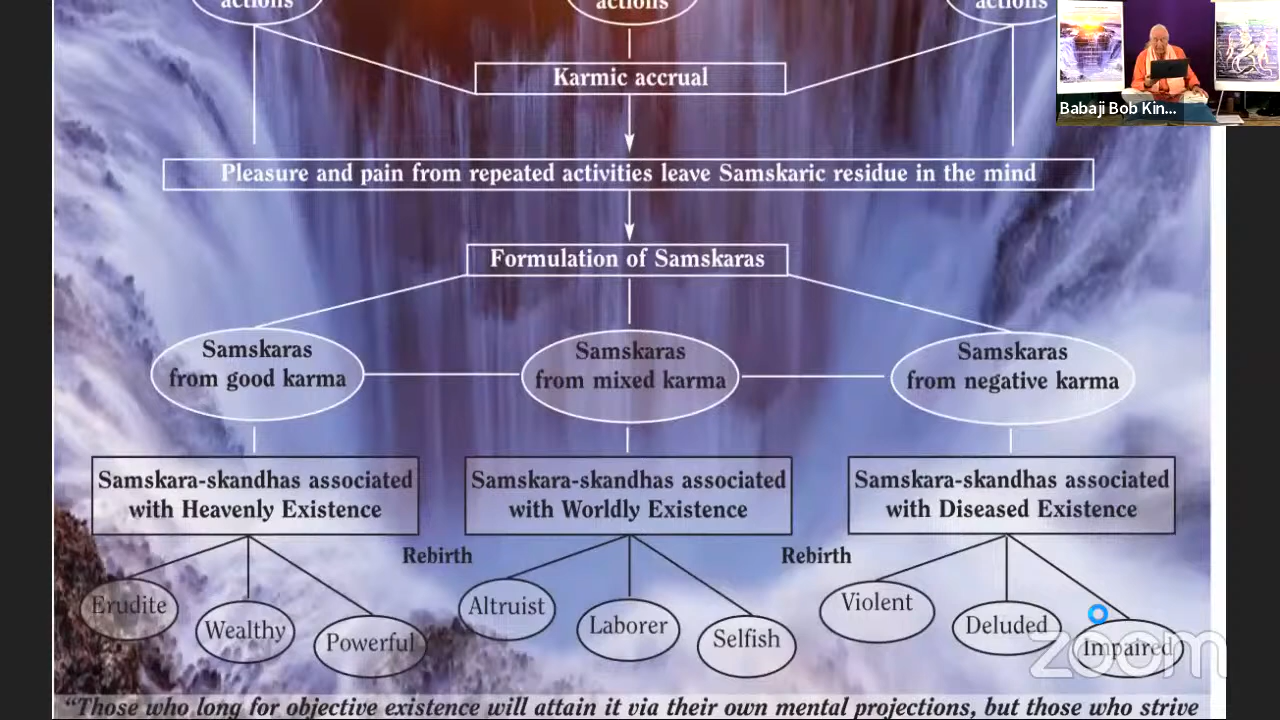 actions
actions
actions
Karmic accrual
Babaji Bob Kin...
Pleasure and pain from repeated activities leave Samskaric residue in the mind
Formulation of Samskaras
Samskaras
from good karma
Samskaras
from mixed karma
Samskaras
from negative karma
Samskara-skandhas associated
with Heavenly Existence
Samskara-skandhas associated
with Worldly Existence
Samskara-skandhas associated
with Diseased Existence
Rebirth
Rebirth
Erudite
Wealthy
Powerful
Altruist
Laborer
Selfish
Violent
Deluded
Impaired
zoom
“Those who long for objective existence will attain it via their own mental projections, but those who strive